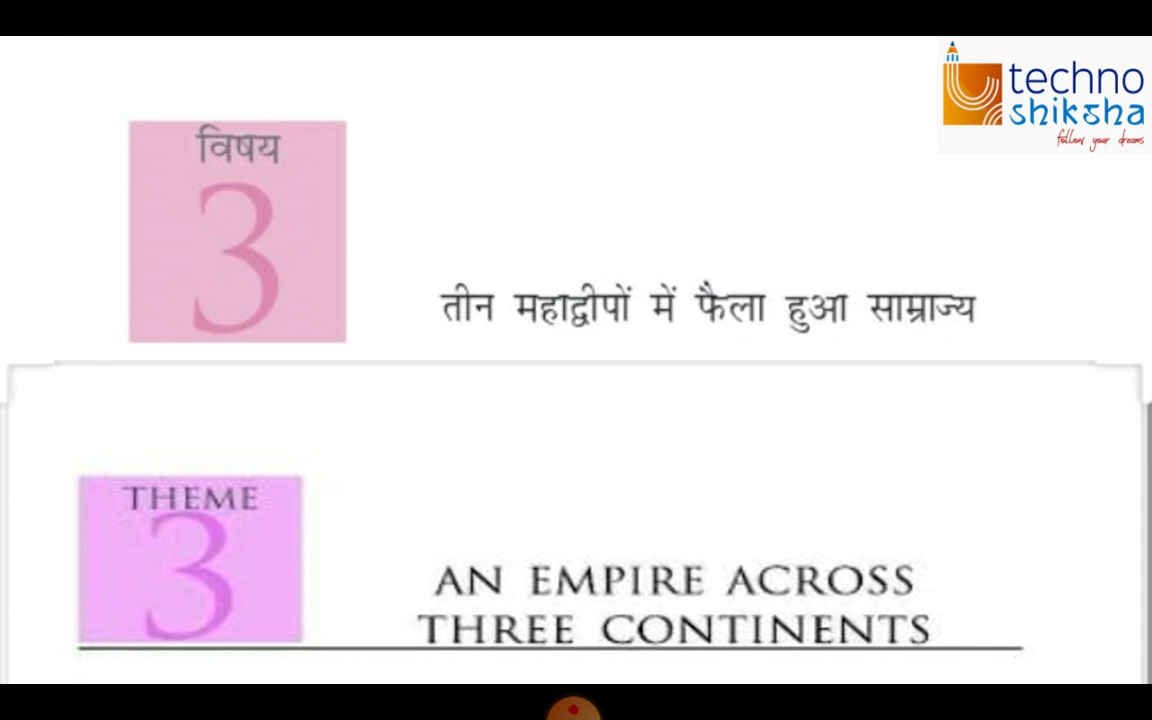 techno
shiksha
follow your dreams
विषय
3
तीन महाद्वीपों में फैला हुआ साम्राज्य
THEME
3
AN EMPIRE ACROSS
THREE CONTINENTS